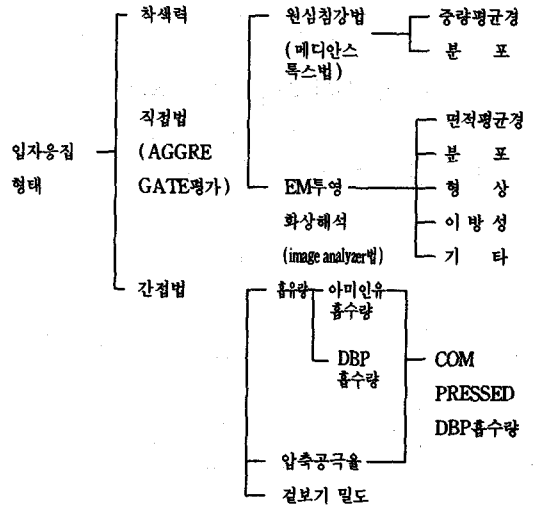 착색력
원심침강법
중량평균경
(메디안스
톡스법)
분 포
직접법
면적평균경
입자응집
(AGGRE
분 포
형태
GATE평가)
EM투영
형 상
화상해석
이 방 성
(image analyzer법)
기 타
간접법
흡유량
아미인유
흡수량
DBP
흡수량
COM
PRESSED
DBP흡수량
압축공극율
겉보기 밀도